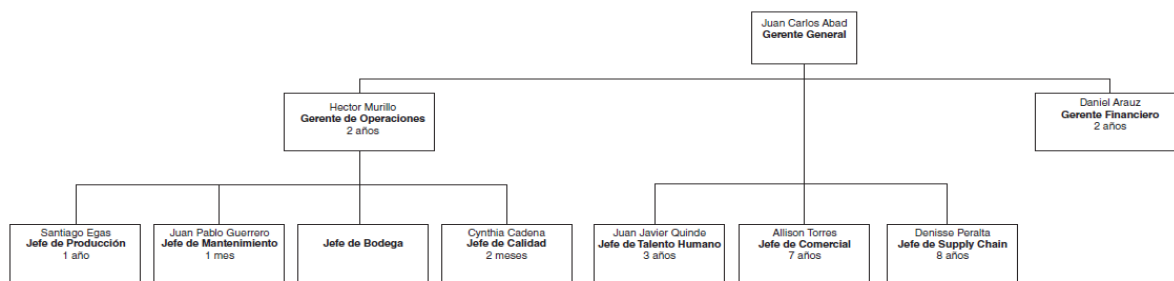 Juan Carlos Abad
Gerente General
Hector Murillo
Gerente de Operaciones
2 años
Daniel Arauz
Gerente Financiero
2 años
Santiago Egas
Jefe de Producción
1 año
Juan Pablo Guerrero
Jefe de Mantenimiento
1 mes
Jefe de Bodega
Cynthia Cadena
Jefe de Calidad
2 meses
Juan Javier Quinde
Jefe de Talento Humano
3 años
Allison Torres
Jefe de Comercial
7 años
Denisse Peralta
Jefe de Supply Chain
8 años